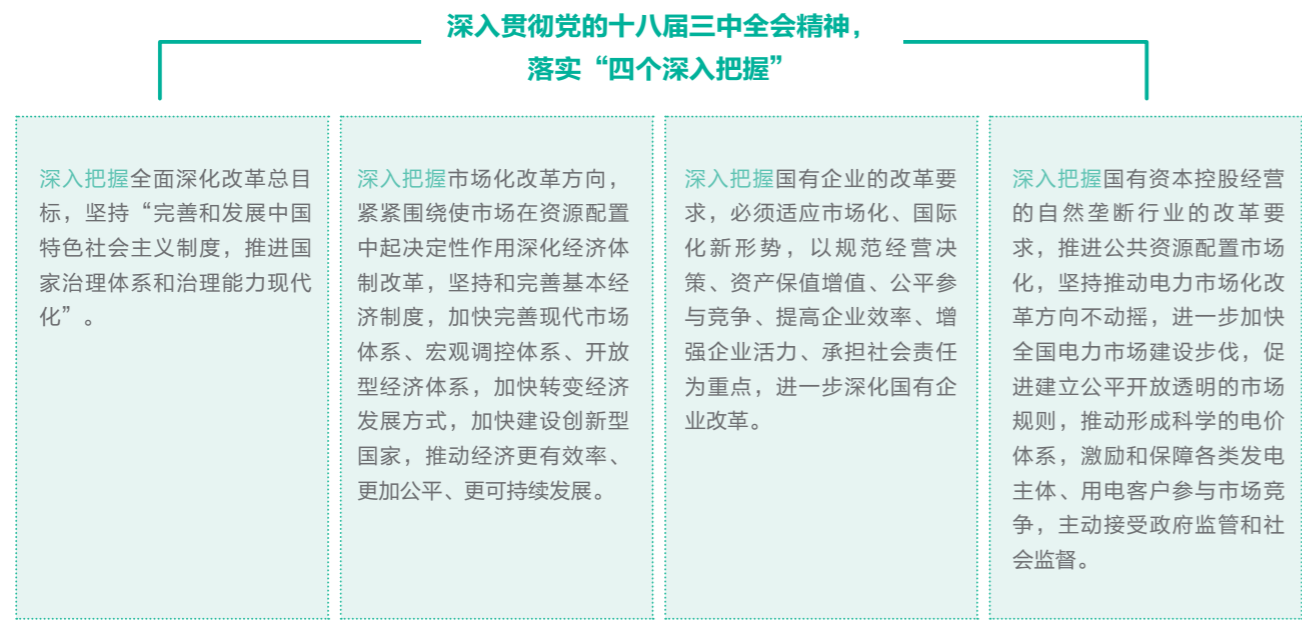 深入贯彻党的十八届三中全会精神，
落实“四个深入把握”
深入把握全面深化改革总目
标，坚持“完善和发展中国
特色社会主义制度，推进国
家治理体系和治理能力现代
化”。
深入把握市场化改革方向，
紧紧围绕使市场在资源配置
中起决定性作用深化经济体
制改革，坚持和完善基本经
济制度，加快完善现代市场
体系、宏观调控体系、开放
型经济体系，加快转变经济
发展方式，加快建设创新型
国家，推动经济更有效率、
更加公平、更可持续发展。
深入把握国有企业的改革要
求，必须适应市场化、国际
化新形势，以规范经营决
策、资产保值增值、公平参
与竞争、提高企业效率、增
强企业活力、承担社会责任
为重点，进一步深化国有企
业改革。
深入把握国有资本控股经营
的自然垄断行业的改革要
求，推进公共资源配置市场
化，坚持推动电力市场化改
革方向不动摇，进一步加快
全国电力市场建设步伐，促
进建立公平开放透明的市场
规则，推动形成科学的电价
体系，激励和保障各类发电
主体、用电客户参与市场竞
争，主动接受政府监管和社
会监督。